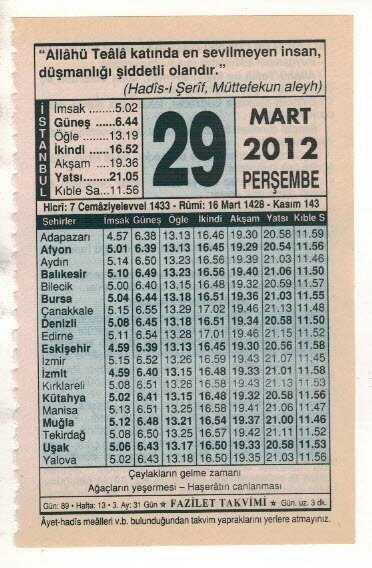 "Allâhü Teâlâ katında en sevilmeyen insan,
düşmanlığı şiddetli olandır."
(Hadîs-i Şerîf, Müttefekun aleyh)
İSTANBUL
İmsak ........5.02
Güneş .......6.44
Öğle ........13.19
İkindi .......16.52
Akşam ....19.36
Yatsı.......21.05
Kıble Sa...11.56
29
MART
2012
PERŞEMBE
Hicrî: 7 Cemâziyelevvel 1433 - Rûmî: 16 Mart 1428 - Kasım 143
Şehirler İmsak Güneş Öğle İkindi Akşam Yatsı Kıble S
Adapazarı 4.57 6.38 13.13 16.46 19.30 20.58 11.59
Afyon 5.01 6.39 13.13 16.45 19.29 20.54 11.56
Aydın 5.14 6.50 13.23 16.56 19.39 21.03 11.46
Balıkesir 5.10 6.49 13.23 16.56 19.40 21.06 11.50
Bilecik 5.00 6.40 13.15 16.48 19.32 20.59 11.57
Bursa 5.04 6.44 13.18 16.51 19.36 21.03 11.55
Çanakkale 5.15 6.55 13.29 17.02 19.46 21.13 11.48
Denizli 5.08 6.45 13.18 16.51 19.34 20.58 11.50
Edirne 5.11 6.54 13.28 17.01 19.46 21.15 11.52
Eskişehir 4.59 6.39 13.13 16.45 19.30 20.56 11.58
İzmir 5.15 6.52 13.26 16.59 19.43 21.07 11.45
İzmit 4.59 6.40 13.15 16.48 19.33 21.01 11.58
Kırklareli 5.08 6.51 13.26 16.58 19.44 21.13 11.53
Kütahya 5.02 6.41 13.15 16.48 19.32 20.58 11.56
Manisa 5.13 6.51 13.25 16.58 19.41 21.06 11.47
Muğla 5.12 6.48 13.21 16.54 19.37 21.00 11.46
Tekirdağ 5.08 6.50 13.25 16.57 19.42 21.11 11.52
Uşak 5.06 6.43 13.17 16.50 19.33 20.58 11.53
Yalova 5.02 6.43 13.18 16.50 19.35 21.03 11.56
Çaylakların gelme zamanı
Ağaçların yeşermesi – Haşerâtın canlanması
Gün: 89 • Hafta: 13 • 3. Ay: 31 Gün ★ FAZİLET TAKVİMİ ★ Gün. uz. 3 dk.
Âyet-hadîs meâlleri v.b. bulunduğundan takvim yapraklarını yerlere atmayınız.